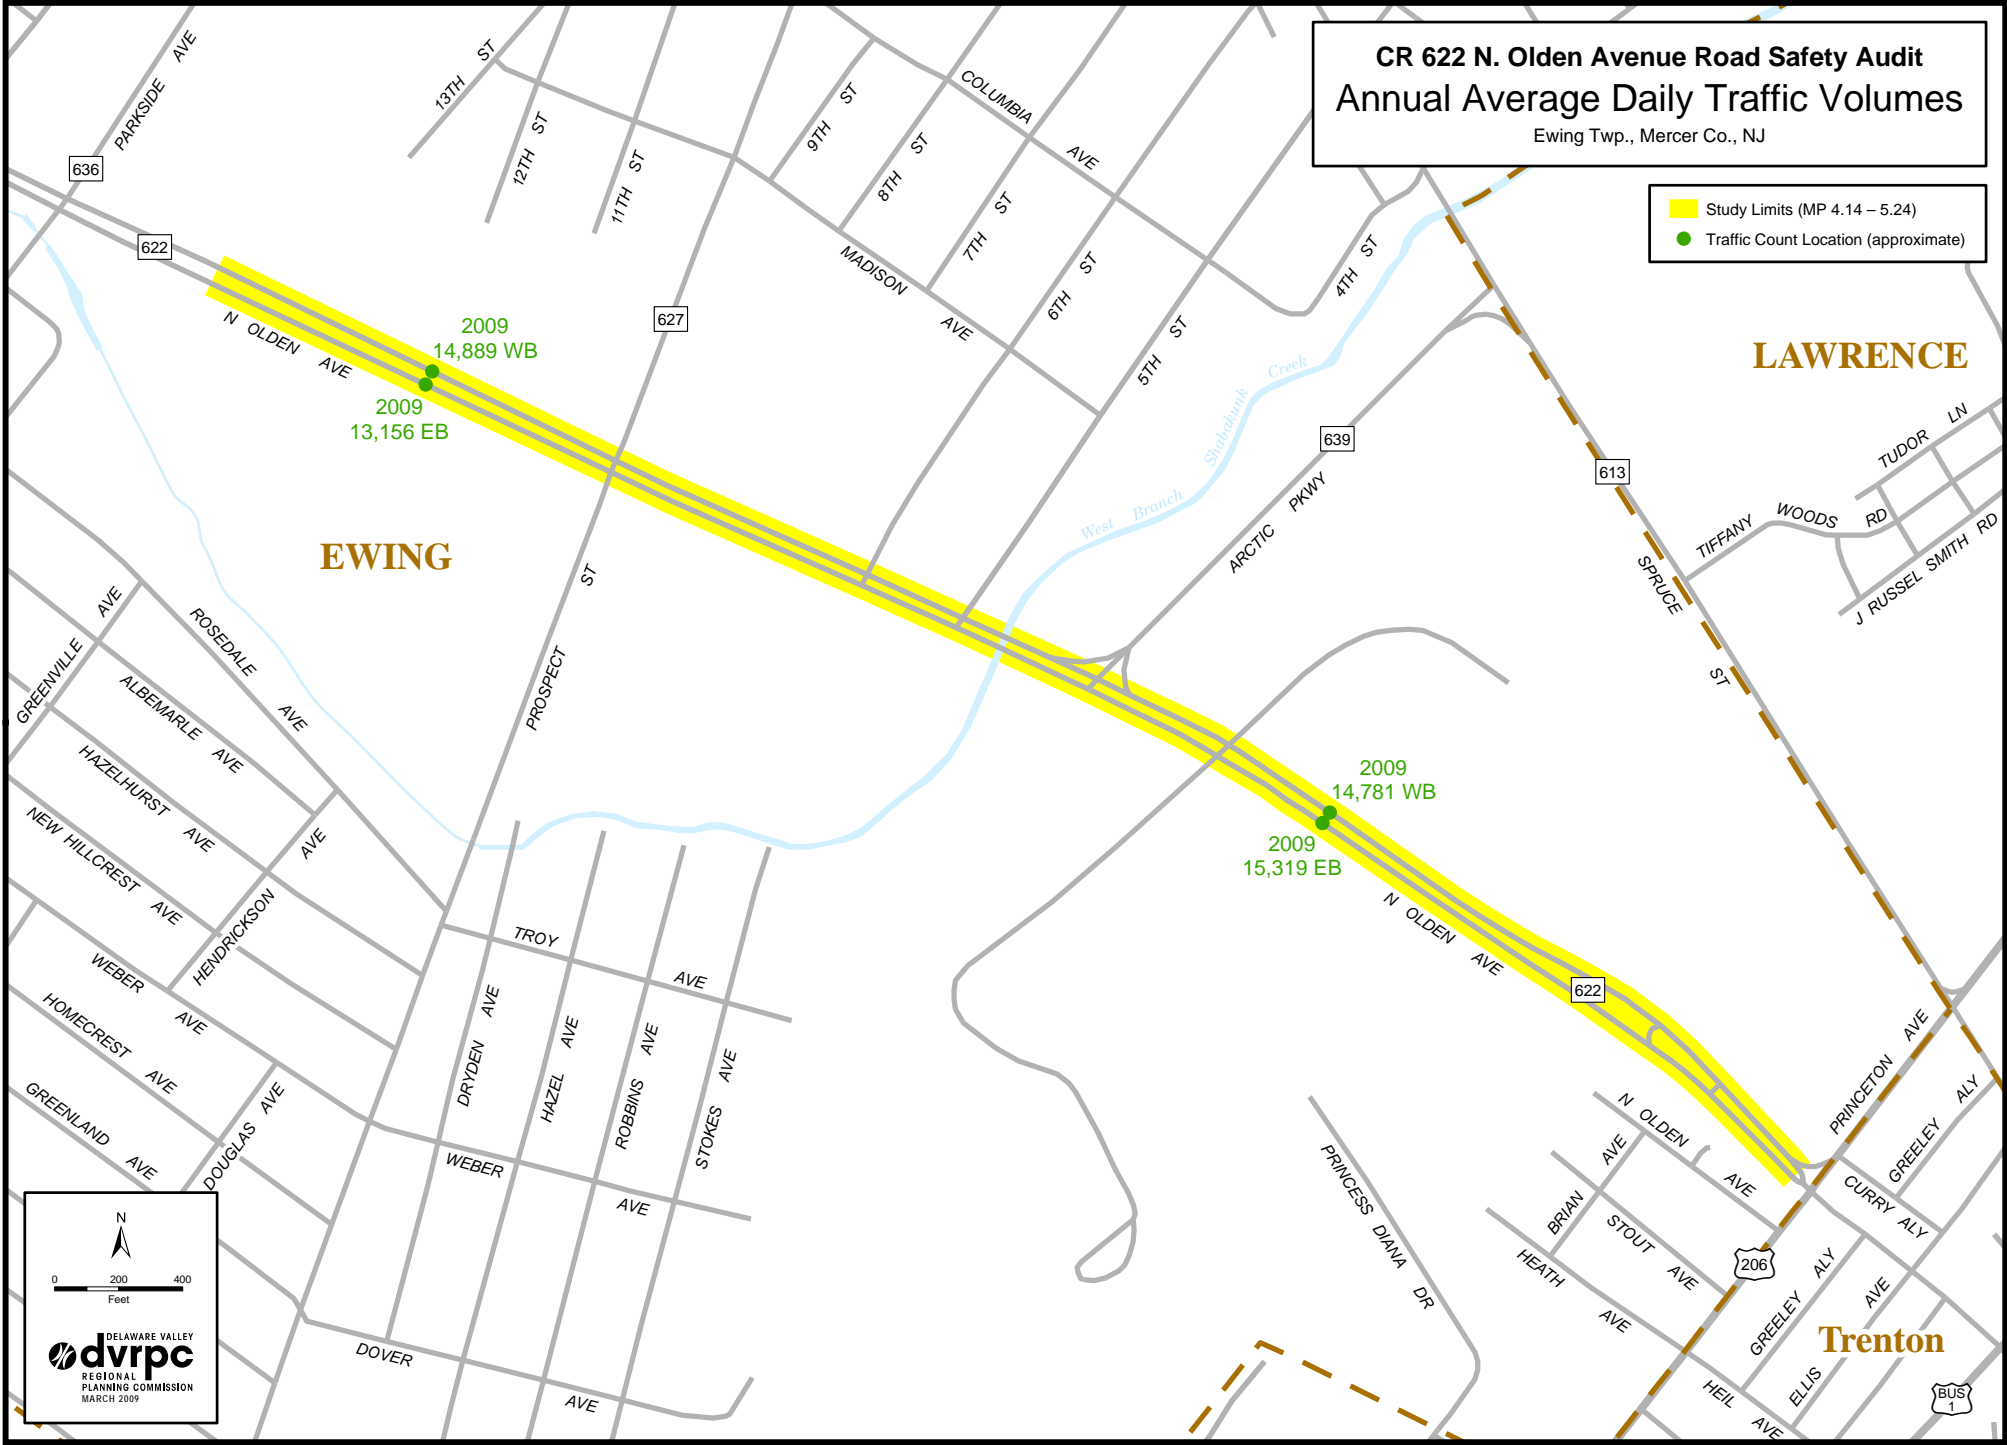 CR 622 N. Olden Avenue Road Safety Audit
Annual Average Daily Traffic Volumes
Ewing Twp., Mercer Co., NJ
Study Limits (MP 4.14 – 5.24)
Traffic Count Location (approximate)
PARKSIDE AVE
636
622
13TH ST
12TH ST
11TH ST
9TH ST
8TH ST
7TH ST
6TH ST
5TH ST
4TH ST
COLUMBIA AVE
MADISON AVE
627
N OLDEN AVE
2009
14,889 WB
2009
13,156 EB
LAWRENCE
EWING
West Branch Shabakunk Creek
639
ARCTIC PKWY
613
SPRUCE ST
TUDOR LN
TIFFANY WOODS RD
J RUSSEL SMITH RD
PROSPECT ST
ROSEDALE AVE
GREENVILLE AVE
ALBEMARLE AVE
HAZELHURST AVE
NEW HILLCREST AVE
HENDRICKSON AVE
WEBER AVE
HOMECREST AVE
GREENLAND AVE
DOUGLAS AVE
2009
14,781 WB
2009
15,319 EB
N OLDEN AVE
622
TROY AVE
DRYDEN AVE
HAZEL AVE
ROBBINS AVE
STOKES AVE
WEBER AVE
DOVER AVE
PRINCESS DIANA DR
N OLDEN AVE
BRIAN AVE
STOUT AVE
HEATH AVE
PRINCETON AVE
GREELEY ALY
CURRY ALY
206
GREELEY ALY
ELLIS AVE
HEIL AVE
Trenton
BUS
1
N
0 200 400
Feet
DELAWARE VALLEY
dvrpc
REGIONAL
PLANNING COMMISSION
MARCH 2009